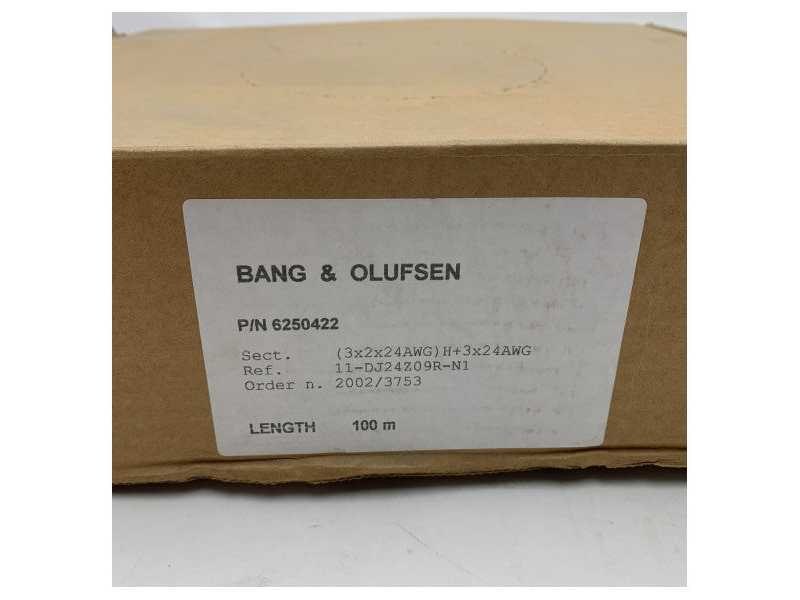 BANG & OLUFSEN
P/N 6250422
Sect. (3x2x24AWG)H+3x24AWG
Ref. 11-DJ24Z09R-N1
Order n. 2002/3753
LENGTH 100 m